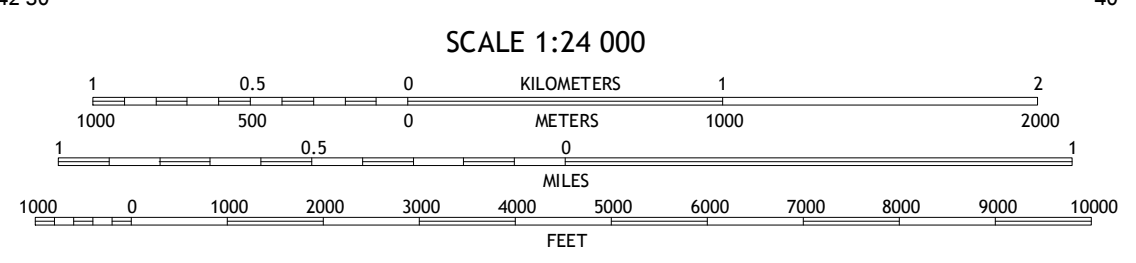 42'30" 40'
SCALE 1:24 000
1 0.5 0 KILOMETERS 1 2
1000 500 0 METERS 1000 2000
1 0.5 0 1
MILES
1000 0 1000 2000 3000 4000 5000 6000 7000 8000 9000 10000
FEET